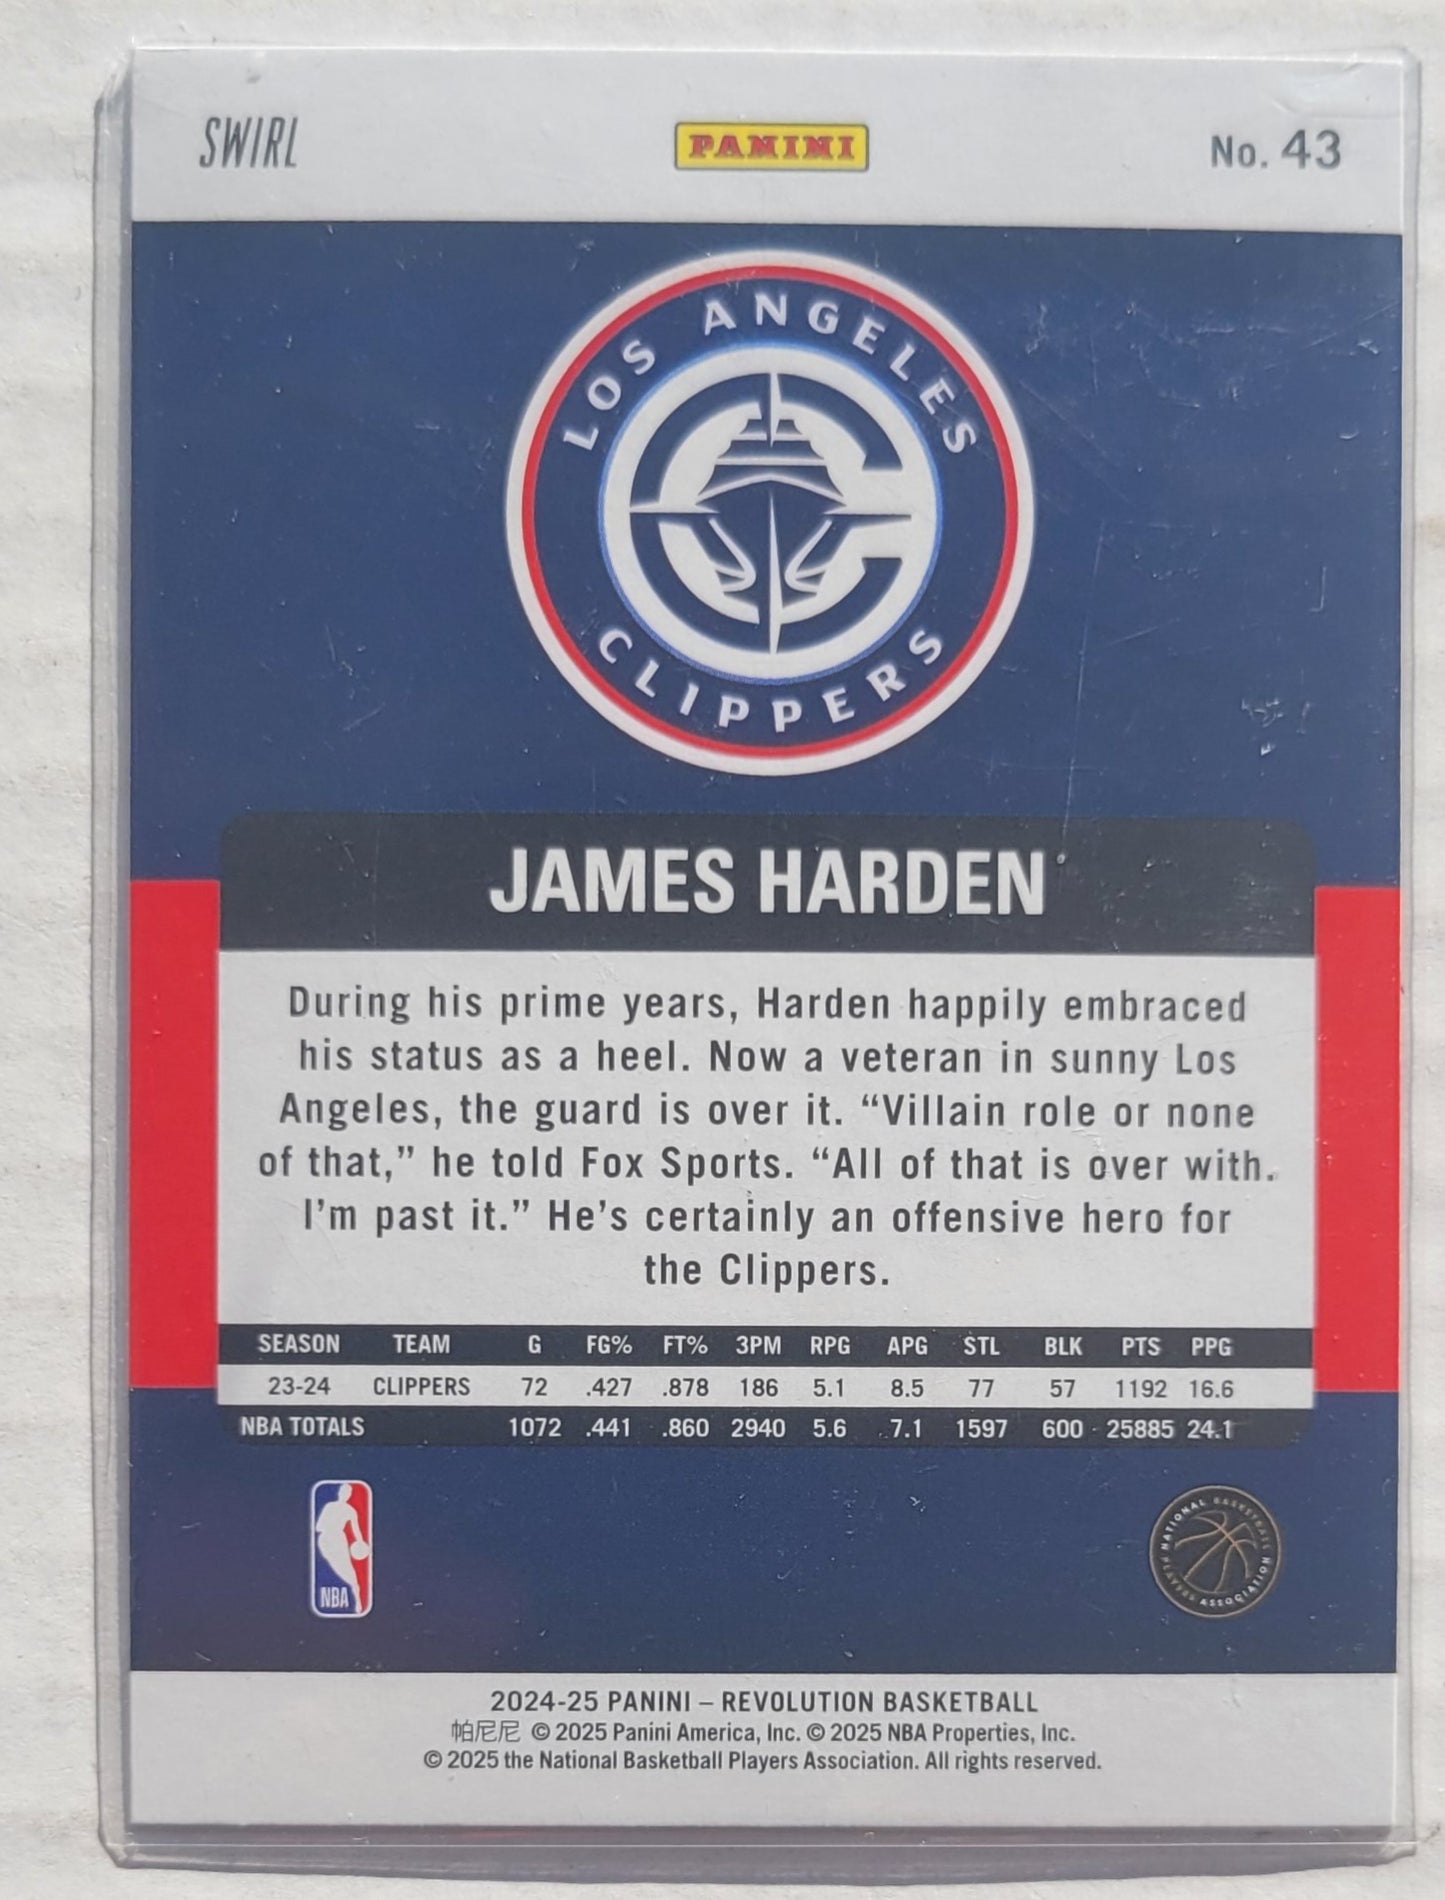 SWIRL
PANINI
No. 43
LOS ANGELES
CLIPPERS
JAMES HARDEN
During his prime years, Harden happily embraced
his status as a heel. Now a veteran in sunny Los
Angeles, the guard is over it. “Villain role or none
of that,” he told Fox Sports. “All of that is over with.
I’m past it.” He’s certainly an offensive hero for
the Clippers.
SEASON TEAM G FG% FT% 3PM RPG APG STL BLK PTS PPG
23-24 CLIPPERS 72 .427 .878 186 5.1 8.5 77 57 1192 16.6
NBA TOTALS 1072 .441 .860 2940 5.6 7.1 1597 600 25885 24.1
NBA
NATIONAL BASKETBALL
PLAYERS ASSOCIATION
2024-25 PANINI – REVOLUTION BASKETBALL
帕尼尼 © 2025 Panini America, Inc. © 2025 NBA Properties, Inc.
© 2025 the National Basketball Players Association. All rights reserved.